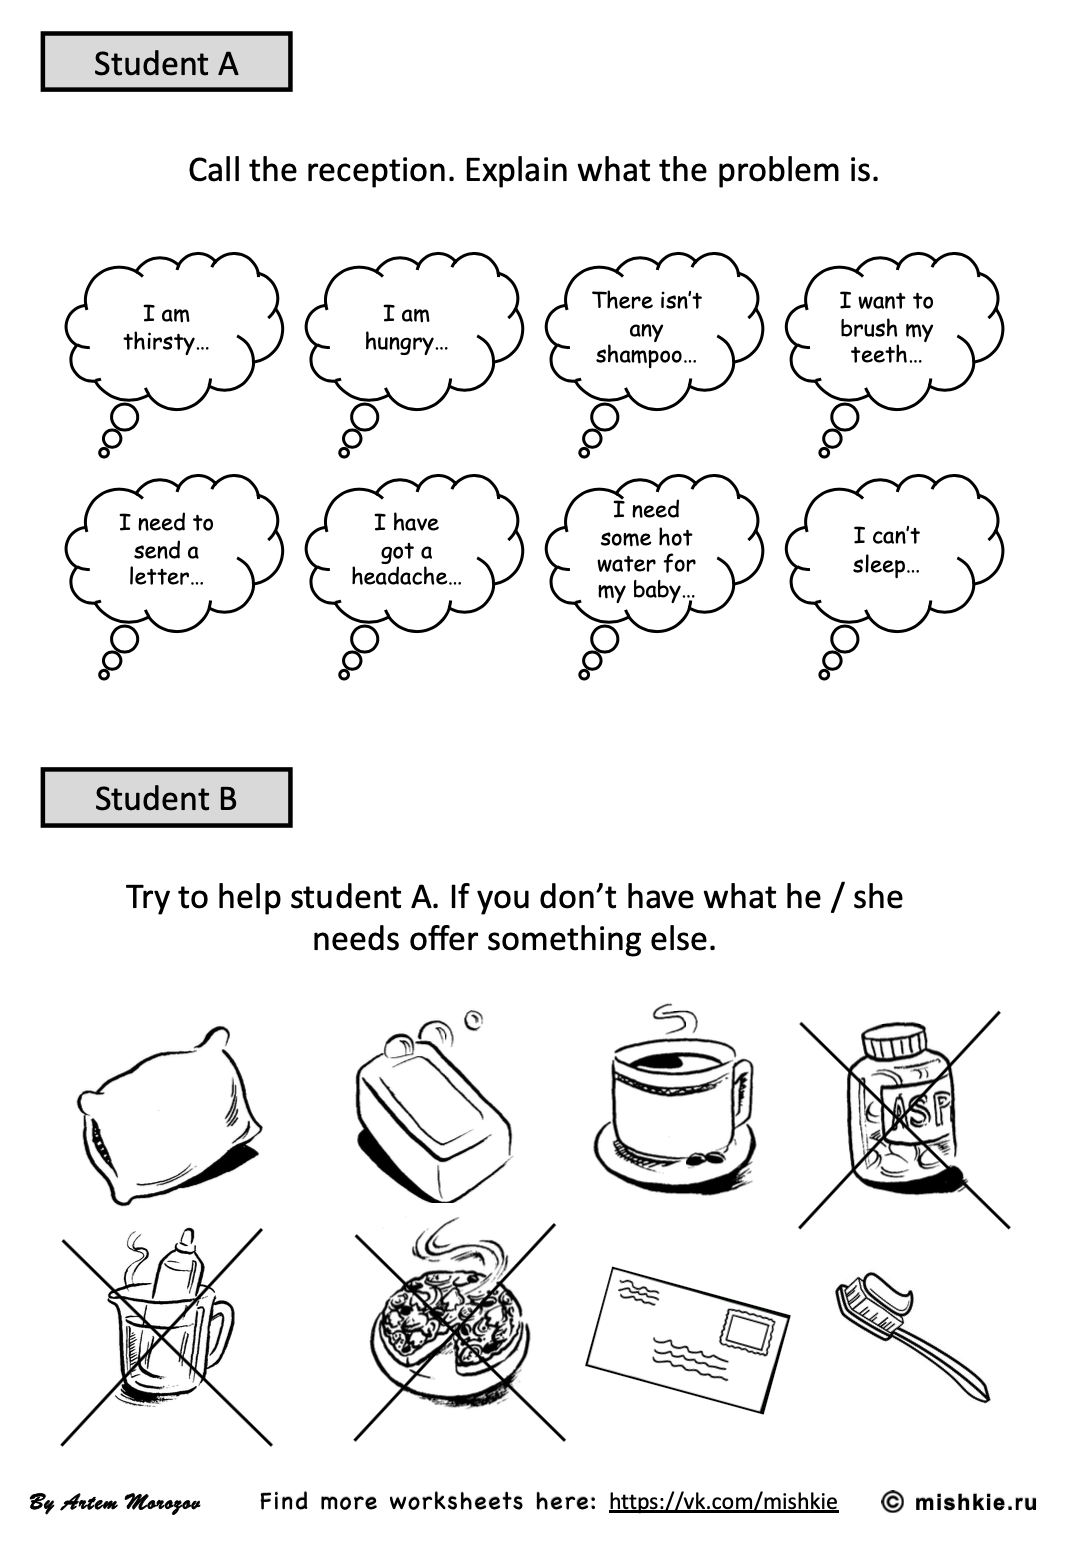 Student A
Call the reception. Explain what the problem is.
I am
thirsty...
I am
hungry...
There isn't
any
shampoo...
I want to
brush my
teeth...
I need to
send a
letter...
I have
got a
headache...
I need
some hot
water for
my baby...
I can't
sleep...
Student B
Try to help student A. If you don't have what he / she
needs offer something else.
ASP
By Artem Morozov
Find more worksheets here: https://vk.com/mishkie
© mishkie.ru